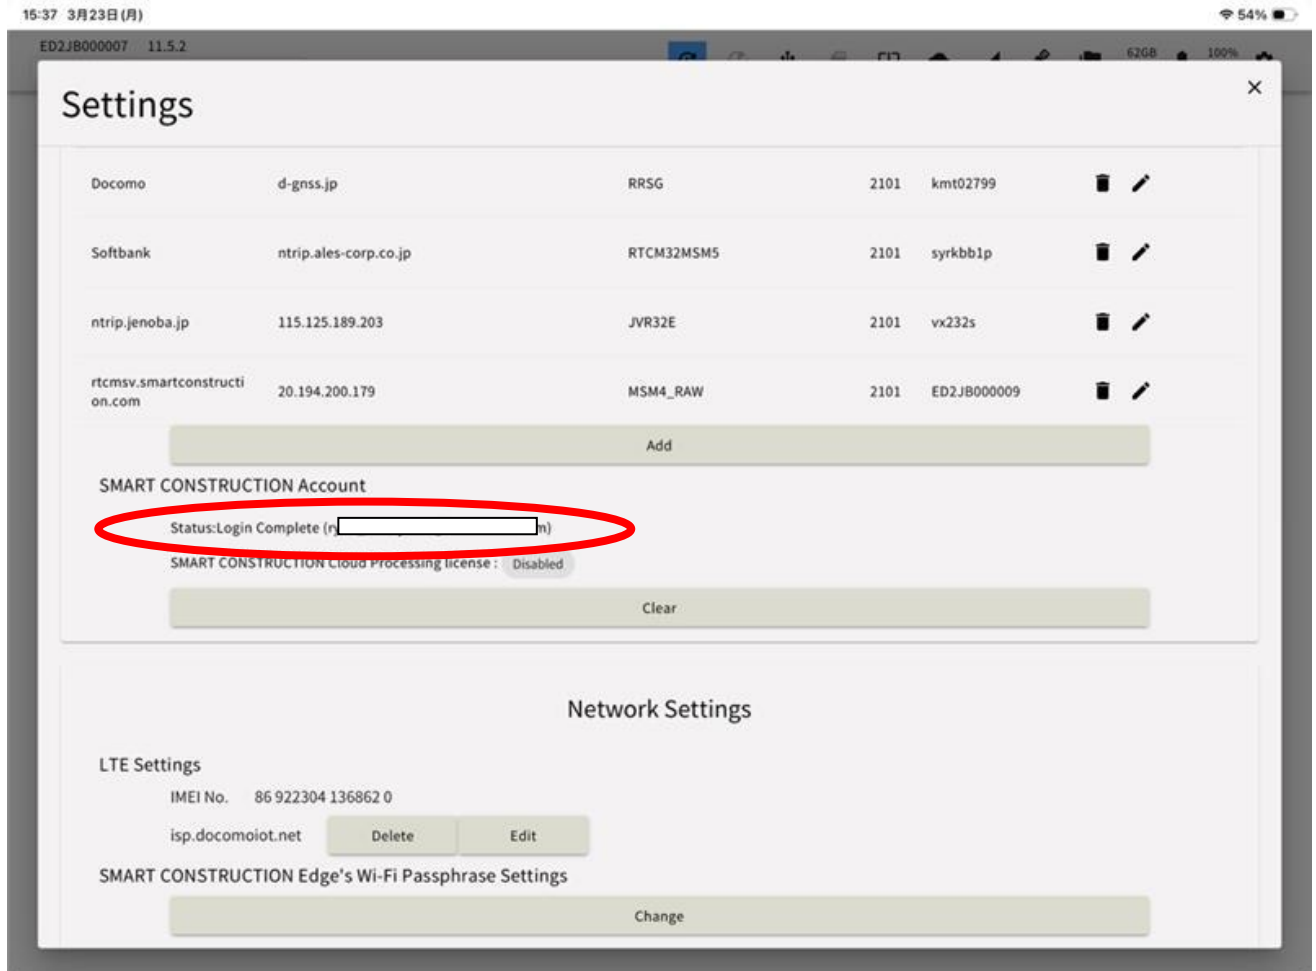 15:37 3月23日(月)
54%
ED2JB000007 11.5.2
62GB 100%
Settings
Docomo d-gnss.jp RRSG 2101 kmt02799
Softbank ntrip.ales-corp.co.jp RTCM32MSM5 2101 syrkbb1p
ntrip.jenoba.jp 115.125.189.203 JVR32E 2101 vx232s
rtcmsv.smartconstructi
on.com 20.194.200.179 MSM4_RAW 2101 ED2JB000009
Add
SMART CONSTRUCTION Account
Status:Login Complete (
SMART CONSTRUCTION Cloud Processing license : Disabled
Clear
Network Settings
LTE Settings
IMEI No. 86 922304 136862 0
isp.docomoiot.net Delete Edit
SMART CONSTRUCTION Edge's Wi-Fi Passphrase Settings
Change